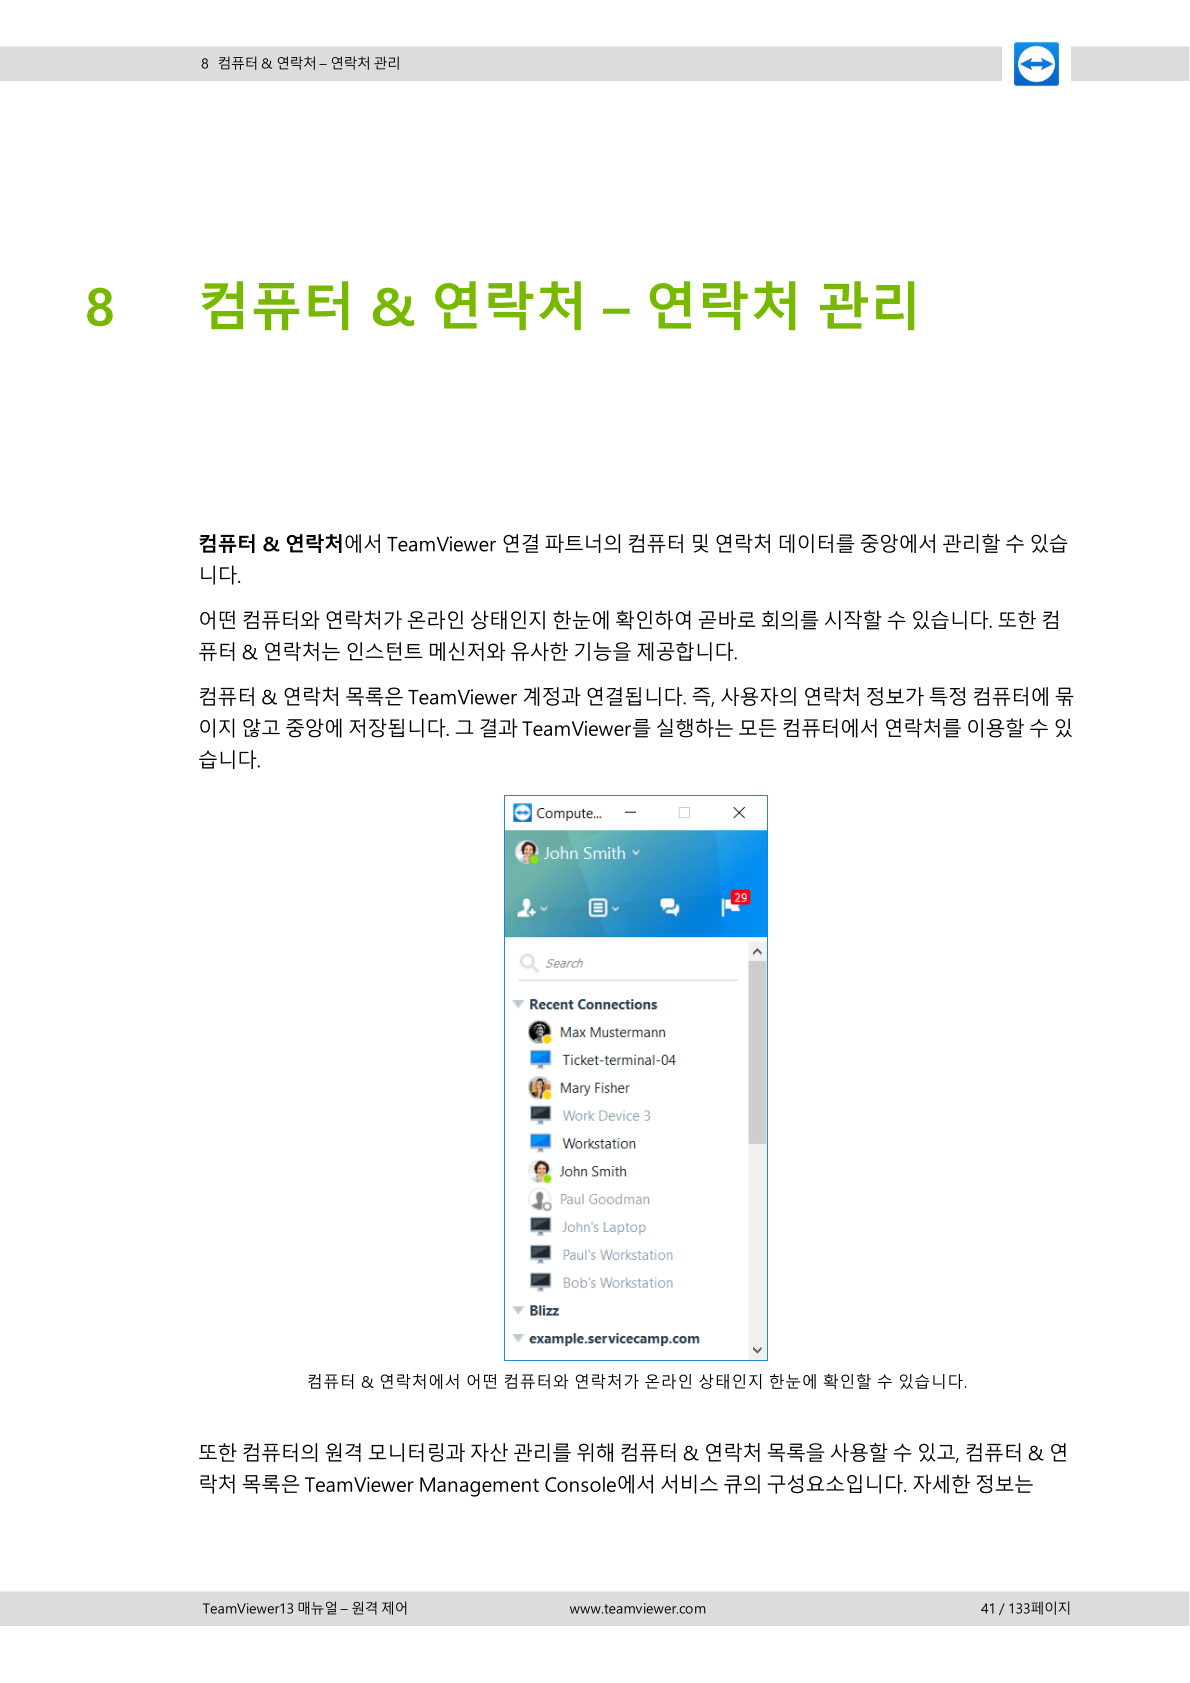 8 컴퓨터 & 연락처 – 연락처 관리
8 컴퓨터 & 연락처 – 연락처 관리
컴퓨터 & 연락처에서 TeamViewer 연결 파트너의 컴퓨터 및 연락처 데이터를 중앙에서 관리할 수 있습
니다.
어떤 컴퓨터와 연락처가 온라인 상태인지 한눈에 확인하여 곧바로 회의를 시작할 수 있습니다. 또한 컴
퓨터 & 연락처는 인스턴트 메신저와 유사한 기능을 제공합니다.
컴퓨터 & 연락처 목록은 TeamViewer 계정과 연결됩니다. 즉, 사용자의 연락처 정보가 특정 컴퓨터에 묶
이지 않고 중앙에 저장됩니다. 그 결과 TeamViewer를 실행하는 모든 컴퓨터에서 연락처를 이용할 수 있
습니다.
Compute...
John Smith
29
Search
Recent Connections
Max Mustermann
Ticket-terminal-04
Mary Fisher
Work Device 3
Workstation
John Smith
Paul Goodman
John's Laptop
Paul's Workstation
Bob's Workstation
Blizz
example.servicecamp.com
컴퓨터 & 연락처에서 어떤 컴퓨터와 연락처가 온라인 상태인지 한눈에 확인할 수 있습니다.
또한 컴퓨터의 원격 모니터링과 자산 관리를 위해 컴퓨터 & 연락처 목록을 사용할 수 있고, 컴퓨터 & 연
락처 목록은 TeamViewer Management Console에서 서비스 큐의 구성요소입니다. 자세한 정보는
TeamViewer13 매뉴얼 – 원격 제어 www.teamviewer.com 41 / 133페이지